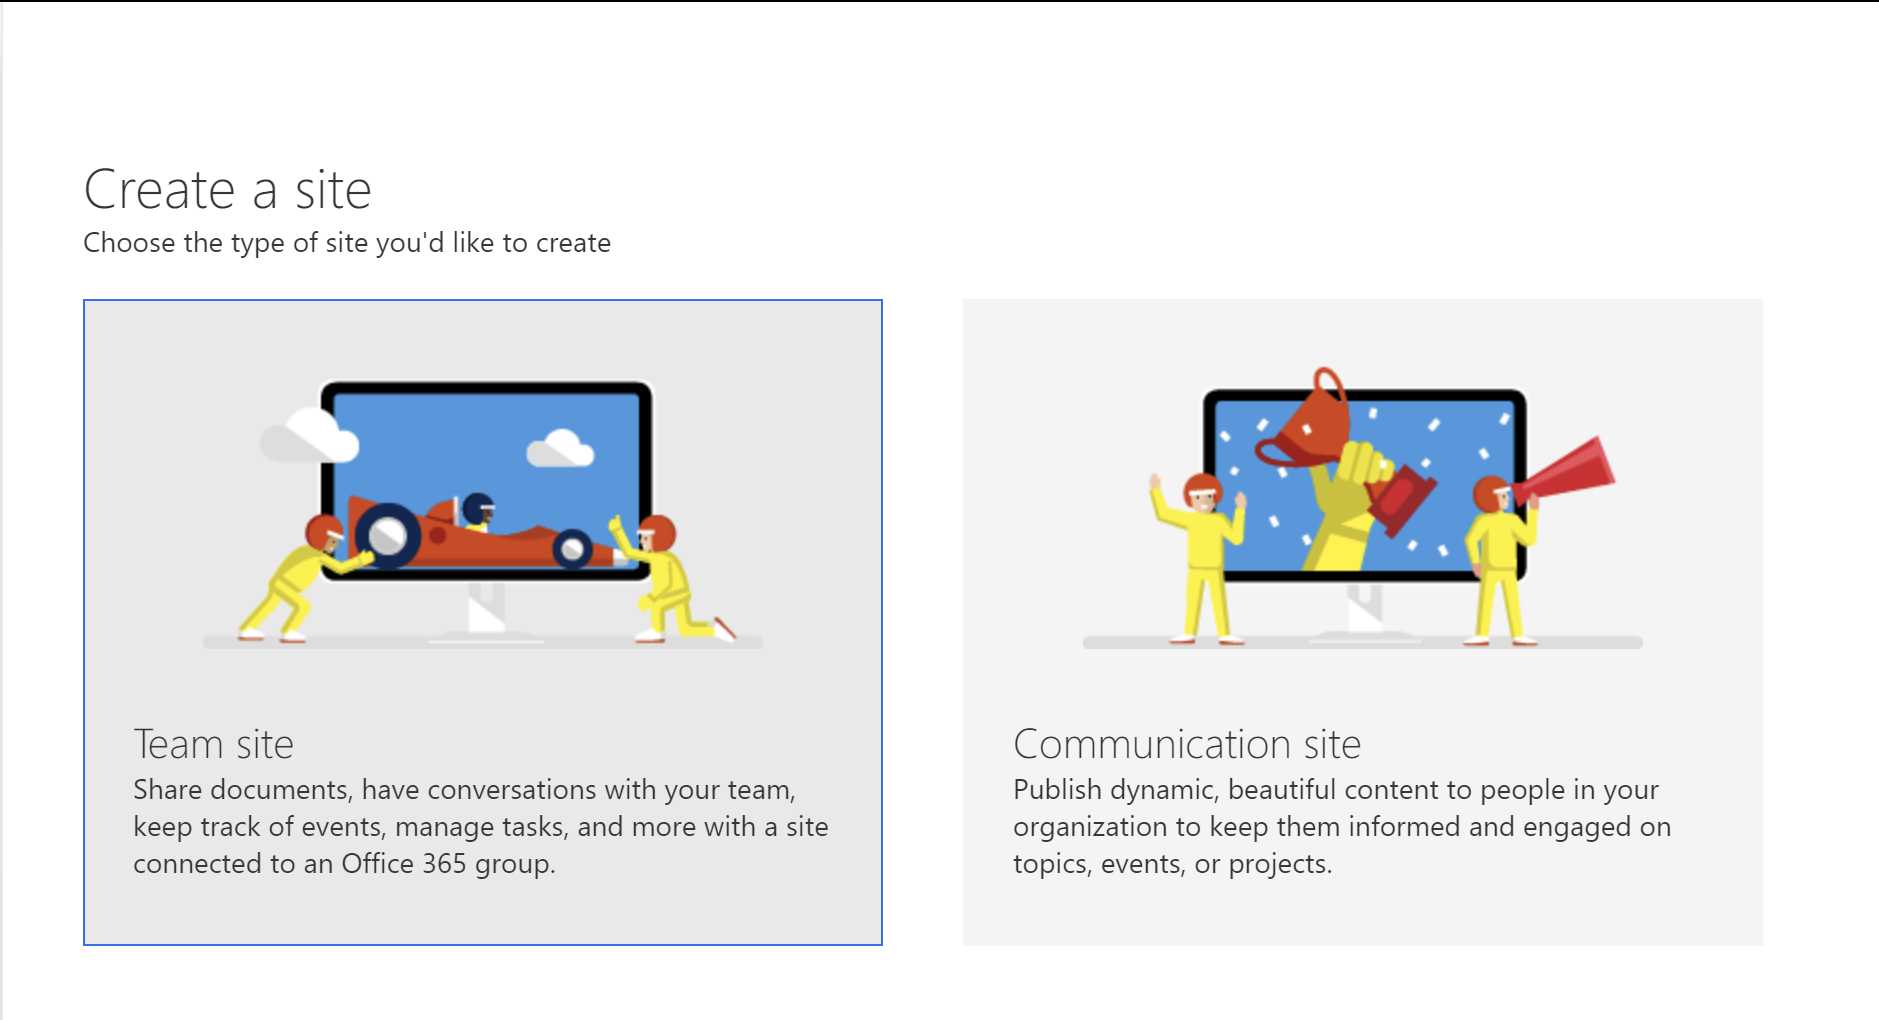 Create a site
Choose the type of site you'd like to create
Team site
Share documents, have conversations with your team,
keep track of events, manage tasks, and more with a site
connected to an Office 365 group.
Communication site
Publish dynamic, beautiful content to people in your
organization to keep them informed and engaged on
topics, events, or projects.